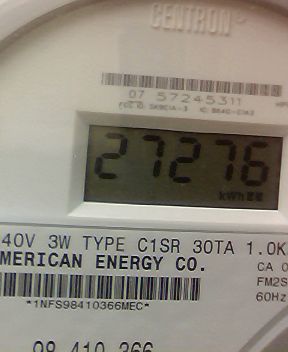 CENTRON
07 57245311
27276
kWh
40V 3W TYPE C1SR 30TA 1.0K
MERICAN ENERGY CO.
CA 0
FM2S
60Hz
*1NFS98410366MEC*
98 410 366